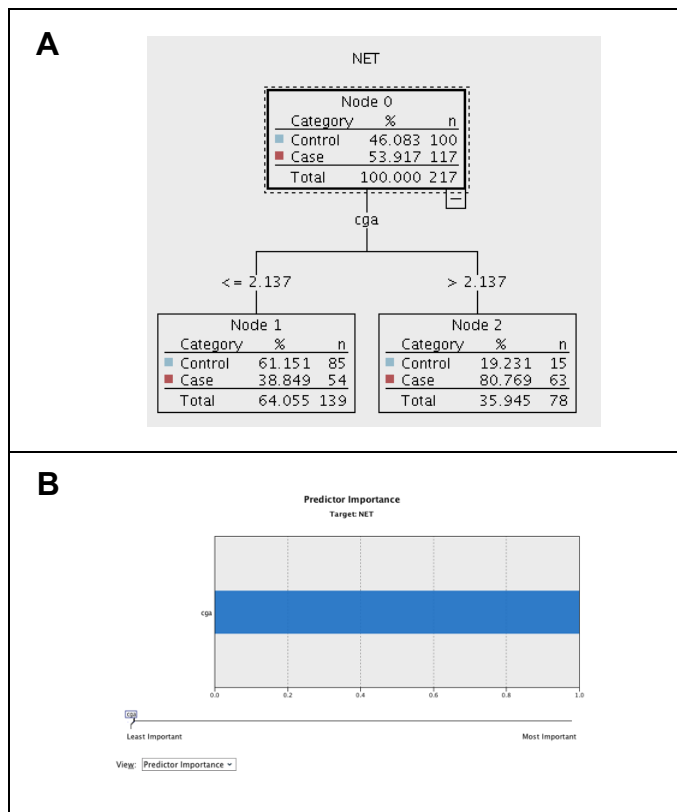 A
NET
Node 0
Category % n
Control 46.083 100
Case 53.917 117
Total 100.000 217
cga
<= 2.137 > 2.137
Node 1
Category % n
Control 61.151 85
Case 38.849 54
Total 64.055 139
Node 2
Category % n
Control 19.231 15
Case 80.769 63
Total 35.945 78
B
Predictor Importance
Target: NET
cga
0.0 0.2 0.4 0.6 0.8 1.0
cga
Least Important Most Important
View: Predictor Importance